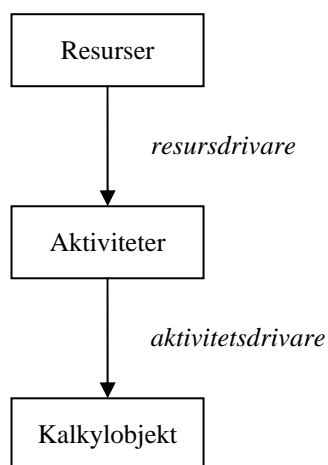 Resurser
resursdrivare
Aktiviteter
aktivitetsdrivare
Kalkylobjekt